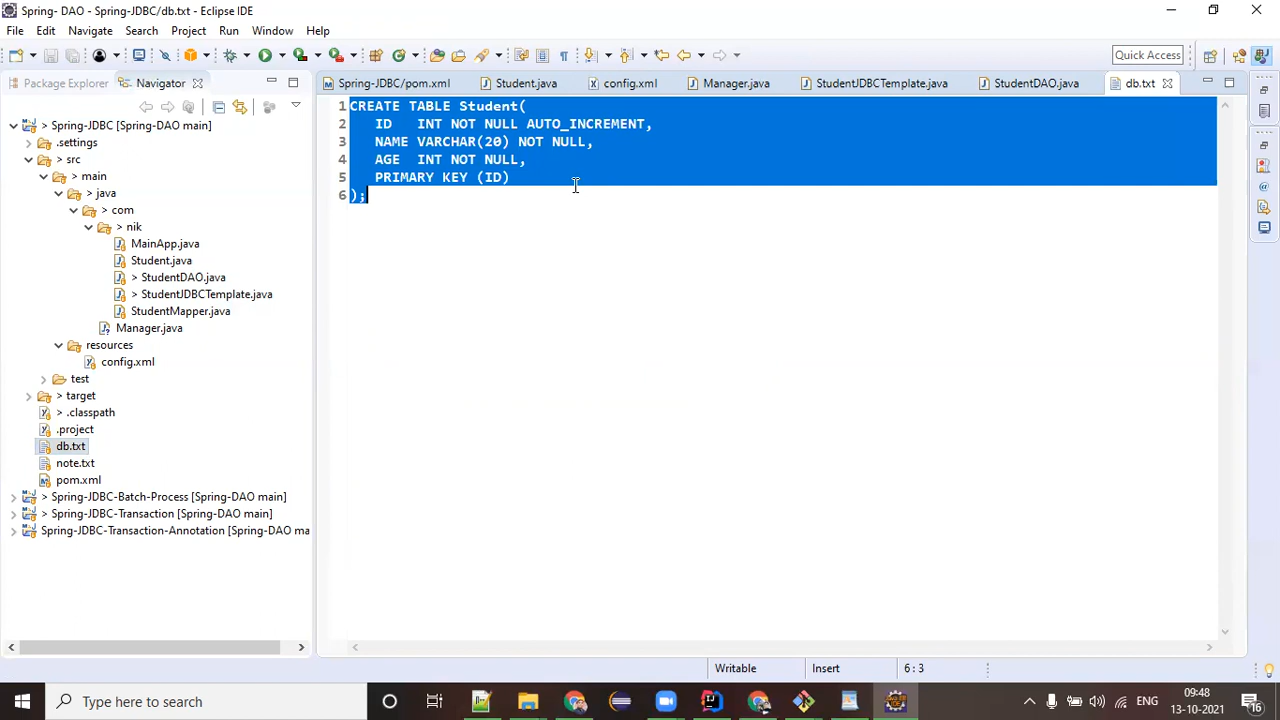 Spring- DAO - Spring-JDBC/db.txt - Eclipse IDE
File Edit Navigate Search Project Run Window Help
Quick Access
Package Explorer Navigator
Spring-JDBC/pom.xml Student.java config.xml Manager.java StudentJDBCTemplate.java StudentDAO.java db.txt
> Spring-JDBC [Spring-DAO main]
> .settings
> src
> main
> java
> com
> nik
MainApp.java
Student.java
> StudentDAO.java
> StudentJDBCTemplate.java
StudentMapper.java
Manager.java
resources
config.xml
test
> target
> .classpath
.project
db.txt
note.txt
pom.xml
> Spring-JDBC-Batch-Process [Spring-DAO main]
> Spring-JDBC-Transaction [Spring-DAO main]
Spring-JDBC-Transaction-Annotation [Spring-DAO ma
1 CREATE TABLE Student(
2 ID INT NOT NULL AUTO_INCREMENT,
3 NAME VARCHAR(20) NOT NULL,
4 AGE INT NOT NULL,
5 PRIMARY KEY (ID)
6 );
Writable Insert 6 : 3
Type here to search
ENG
09:48
13-10-2021
16